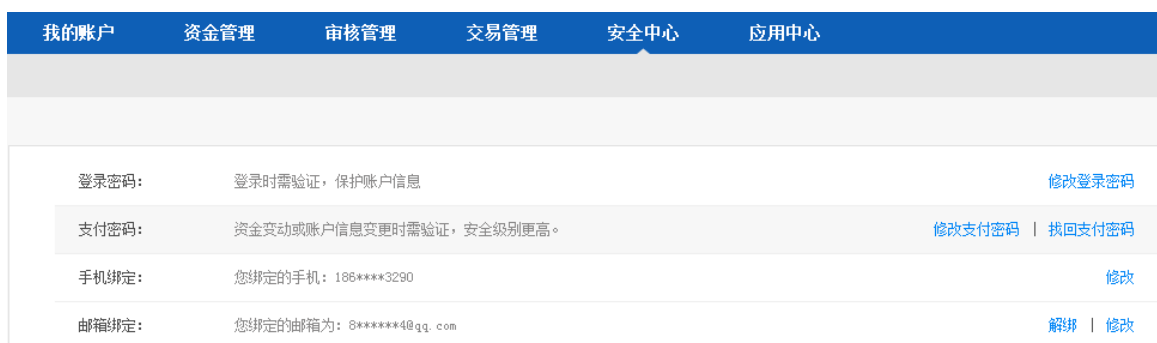 我的账户 资金管理 审核管理 交易管理 安全中心 应用中心
登录密码: 登录时需验证，保护账户信息 修改登录密码
支付密码: 资金变动或账户信息变更时需验证，安全级别更高。 修改支付密码 | 找回支付密码
手机绑定: 您绑定的手机: 186****3290 修改
邮箱绑定: 您绑定的邮箱为: 8******4@qq.com 解绑 | 修改